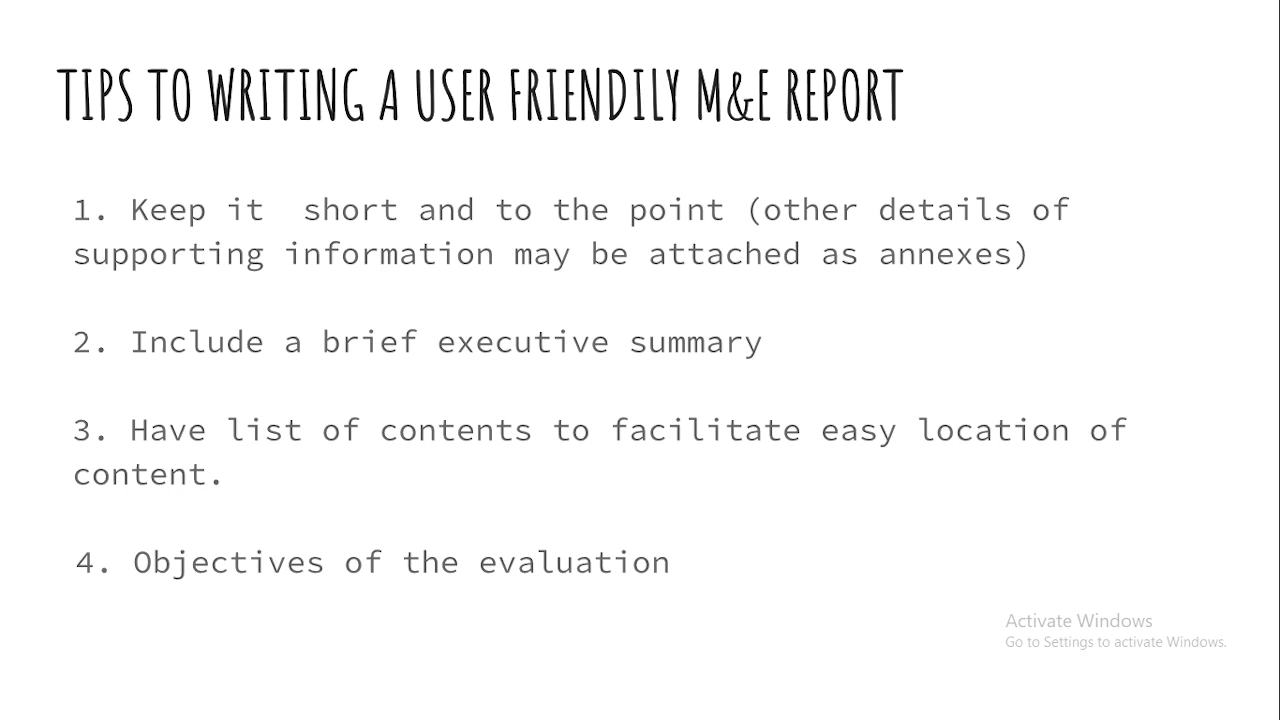 TIPS TO WRITING A USER FRIENDILY M&E REPORT
1. Keep it  short and to the point (other details of
supporting information may be attached as annexes)
2. Include a brief executive summary
3. Have list of contents to facilitate easy location of
content.
4. Objectives of the evaluation
Activate Windows
Go to Settings to activate Windows.